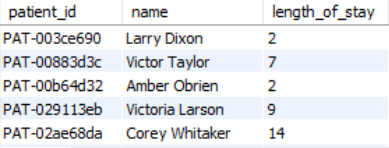 patient_id name length_of_stay
PAT-003ce690 Larry Dixon 2
PAT-00883d3c Victor Taylor 7
PAT-00b64d32 Amber Obrien 2
PAT-029113eb Victoria Larson 9
PAT-02ae68da Corey Whitaker 14